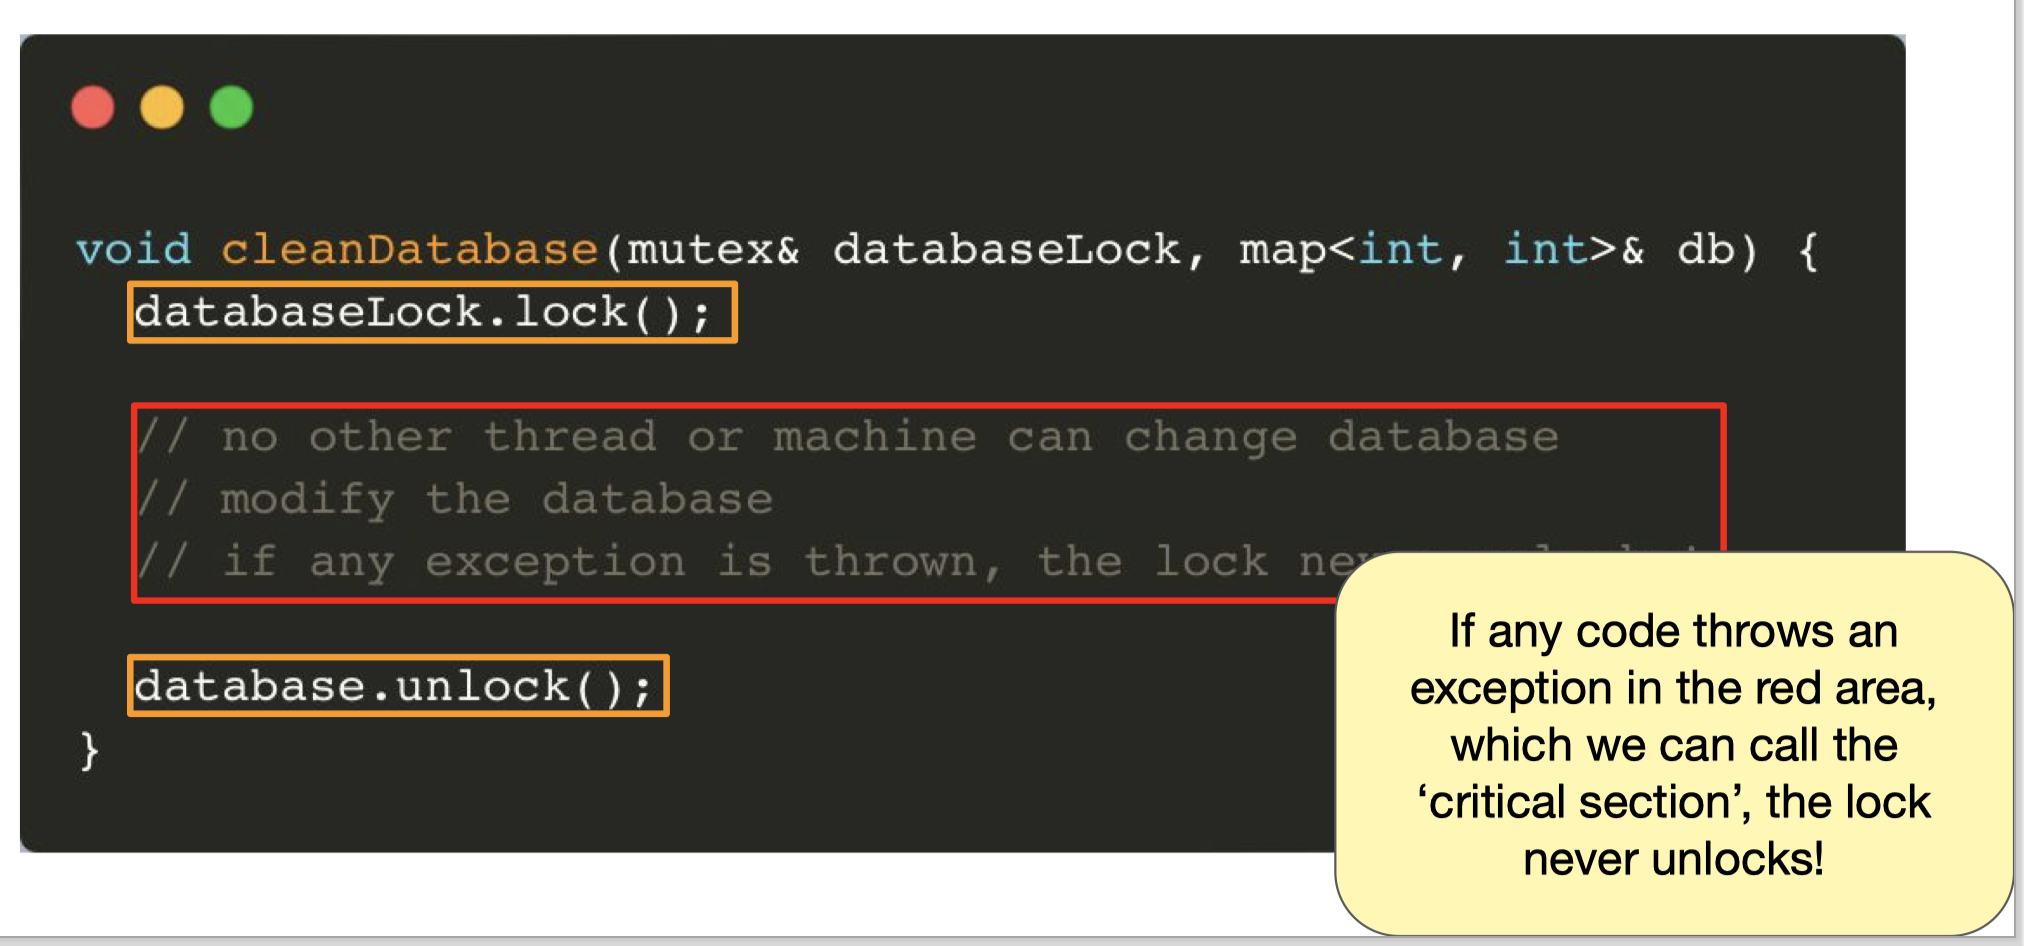 void cleanDatabase(mutex& databaseLock, map<int, int>& db) {
databaseLock.lock();
// no other thread or machine can change database
// modify the database
// if any exception is thrown, the lock
database.unlock();
}
If any code throws an
exception in the red area,
which we can call the
‘critical section’, the lock
never unlocks!